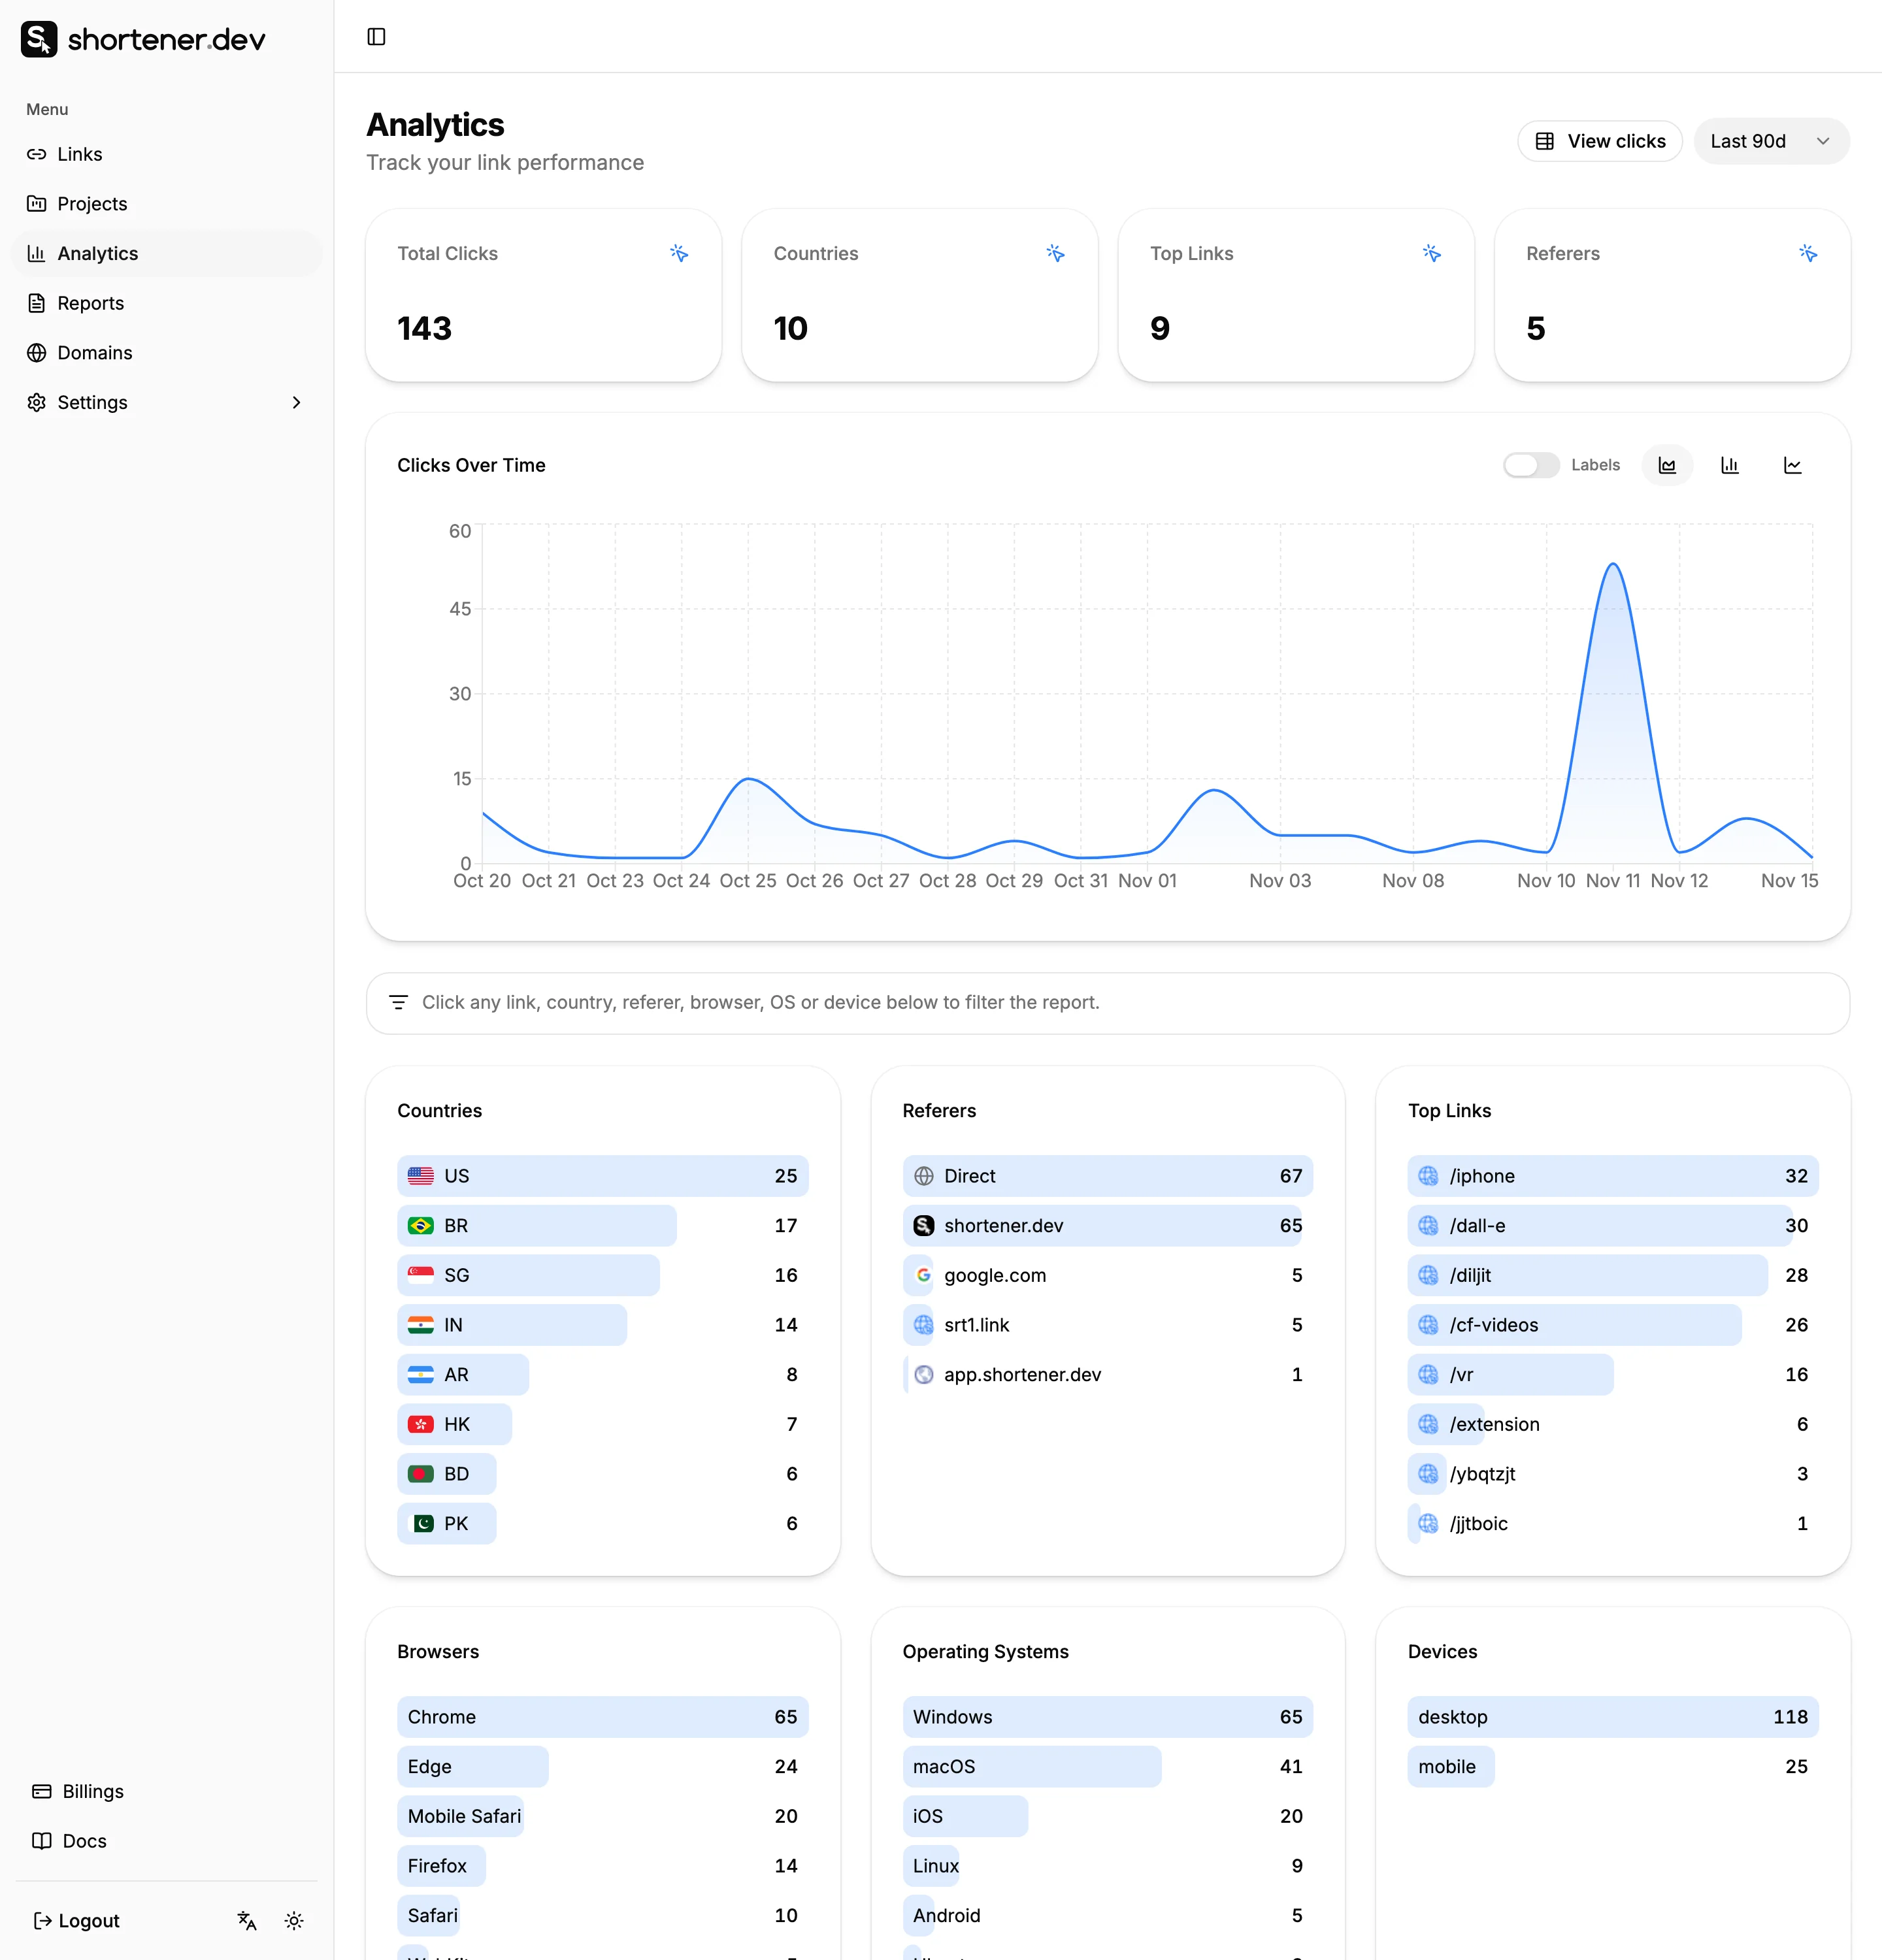 shortener.dev
Menu
Links
Projects
Analytics
Reports
Domains
Settings
Billings
Docs
Logout
Analytics
Track your link performance
View clicks
Last 90d
Total Clicks
143
Countries
10
Top Links
9
Referers
5
Clicks Over Time
Labels
60
45
30
15
0
Oct 20 Oct 21 Oct 23 Oct 24 Oct 25 Oct 26 Oct 27 Oct 28 Oct 29 Oct 31 Nov 01 Nov 03 Nov 08 Nov 10 Nov 11 Nov 12 Nov 15
Click any link, country, referer, browser, OS or device below to filter the report.
Countries
US 25
BR 17
SG 16
IN 14
AR 8
HK 7
BD 6
PK 6
Referers
Direct 67
shortener.dev 65
google.com 5
srt1.link 5
app.shortener.dev 1
Top Links
/iphone 32
/dall-e 30
/diljit 28
/cf-videos 26
/vr 16
/extension 6
/ybqtzjt 3
/jjtboic 1
Browsers
Chrome 65
Edge 24
Mobile Safari 20
Firefox 14
Safari 10
Operating Systems
Windows 65
macOS 41
iOS 20
Linux 9
Android 5
Devices
desktop 118
mobile 25